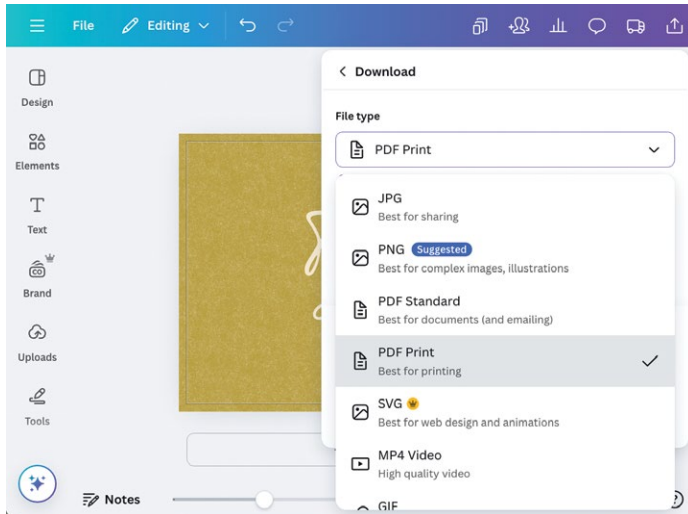 File
Editing
Design
Elements
Text
CO
Brand
Uploads
Tools
Notes
Download
File type
PDF Print
JPG
Best for sharing
PNG Suggested
Best for complex images, illustrations
PDF Standard
Best for documents (and emailing)
PDF Print
Best for printing
SVG
Best for web design and animations
MP4 Video
High quality video
GIF